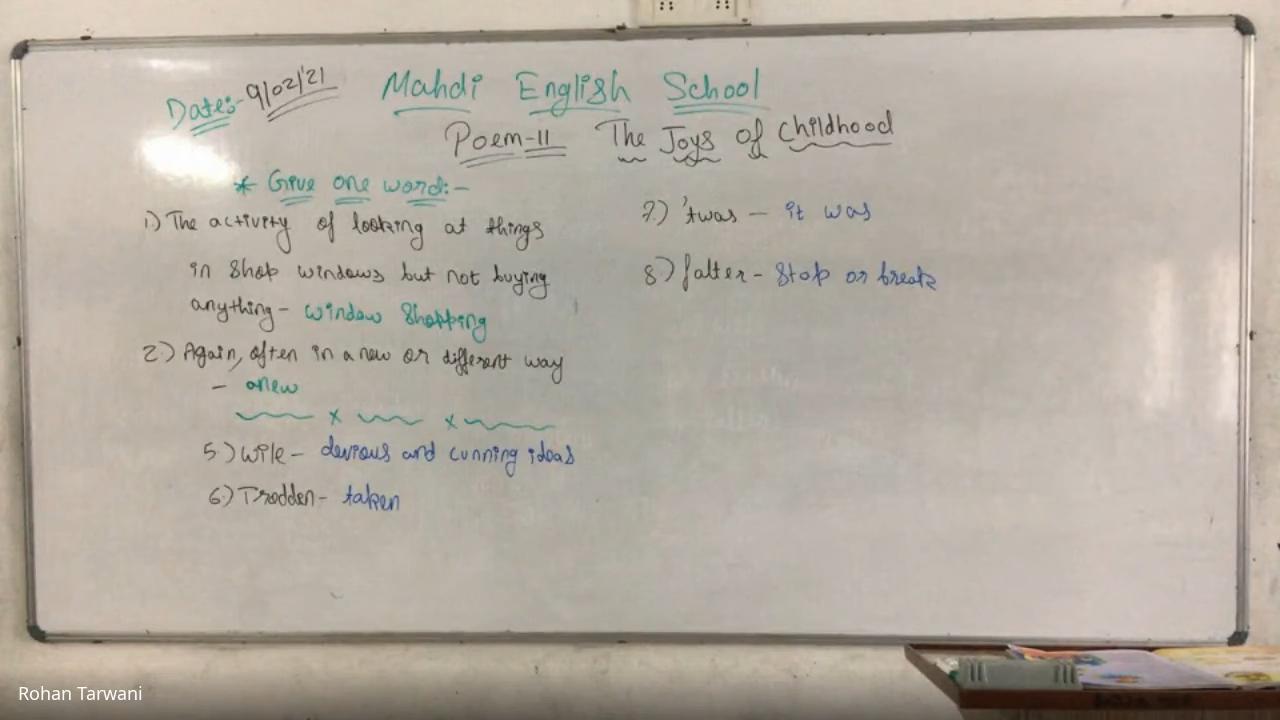 Date:- 9/02/21
Mahdi English School
Poem-11 The Joys of childhood
* Give one word:-
1.) The activity of looking at things
in shop windows but not buying
anything - window shopping
2.) Again, often in a new or different way
- anew
x x
5.) Wile - devious and cunning ideas
6.) Trodden - taken
7.) 'twas - it was
8.) falter - stop or break
Rohan Tarwani